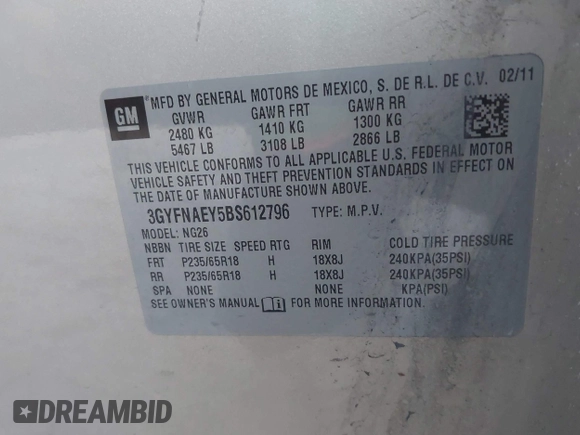 GM
MFD BY GENERAL MOTORS DE MEXICO, S. DE R.L. DE C.V. 02/11
GVWR GAWR FRT GAWR RR
2480 KG 1410 KG 1300 KG
5467 LB 3108 LB 2866 LB
THIS VEHICLE CONFORMS TO ALL APPLICABLE U.S. FEDERAL MOTOR
VEHICLE SAFETY AND THEFT PREVENTION STANDARDS IN EFFECT ON
THE DATE OF MANUFACTURE SHOWN ABOVE.
3GYFNAEY5BS612796 TYPE: M.P.V.
MODEL: NG26
NBBN TIRE SIZE SPEED RTG RIM COLD TIRE PRESSURE
FRT P235/65R18 H 18X8J 240KPA(35PSI)
RR P235/65R18 H 18X8J 240KPA(35PSI)
SPA NONE NONE KPA(PSI)
SEE OWNER'S MANUAL FOR MORE INFORMATION.
DREAMBID